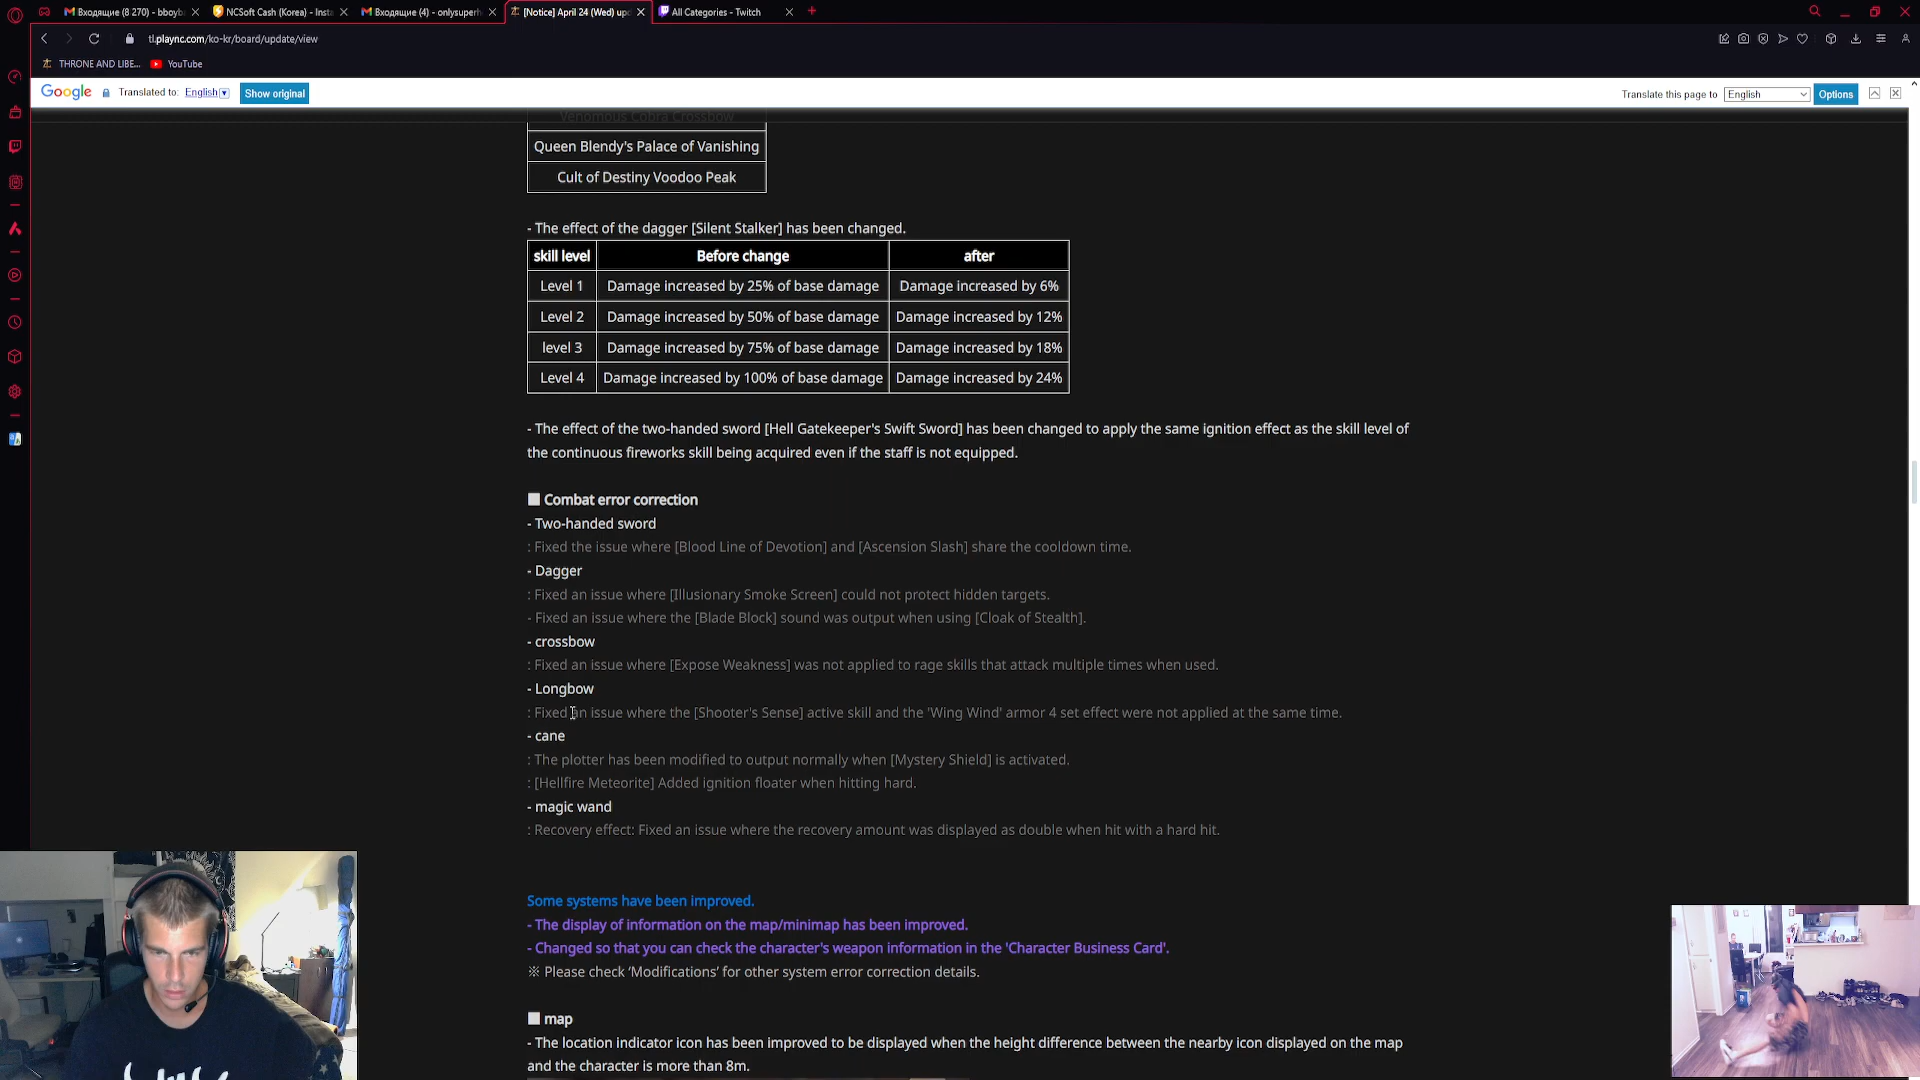 Входящие (8 270) - bboyb
NCSoft Cash (Korea) - Insta
Входящие (4) - onlysuperh
[Notice] April 24 (Wed) upd
All Categories - Twitch
tl.plaync.com/ko-kr/board/update/view
THRONE AND LIBE...
YouTube
Google
Translated to: English
Show original
Translate this page to
English
Options
Venomous Cobra Crossbow
Queen Blendy's Palace of Vanishing
Cult of Destiny Voodoo Peak
- The effect of the dagger [Silent Stalker] has been changed.
skill level Before change after
Level 1 Damage increased by 25% of base damage Damage increased by 6%
Level 2 Damage increased by 50% of base damage Damage increased by 12%
level 3 Damage increased by 75% of base damage Damage increased by 18%
Level 4 Damage increased by 100% of base damage Damage increased by 24%
- The effect of the two-handed sword [Hell Gatekeeper's Swift Sword] has been changed to apply the same ignition effect as the skill level of
the continuous fireworks skill being acquired even if the staff is not equipped.
■ Combat error correction
- Two-handed sword
: Fixed the issue where [Blood Line of Devotion] and [Ascension Slash] share the cooldown time.
- Dagger
: Fixed an issue where [Illusionary Smoke Screen] could not protect hidden targets.
- Fixed an issue where the [Blade Block] sound was output when using [Cloak of Stealth].
- crossbow
: Fixed an issue where [Expose Weakness] was not applied to rage skills that attack multiple times when used.
- Longbow
: Fixed an issue where the [Shooter's Sense] active skill and the 'Wing Wind' armor 4 set effect were not applied at the same time.
- cane
: The plotter has been modified to output normally when [Mystery Shield] is activated.
: [Hellfire Meteorite] Added ignition floater when hitting hard.
- magic wand
: Recovery effect: Fixed an issue where the recovery amount was displayed as double when hit with a hard hit.
Some systems have been improved.
- The display of information on the map/minimap has been improved.
- Changed so that you can check the character's weapon information in the 'Character Business Card'.
※ Please check ‘Modifications’ for other system error correction details.
■ map
- The location indicator icon has been improved to be displayed when the height difference between the nearby icon displayed on the map
and the character is more than 8m.